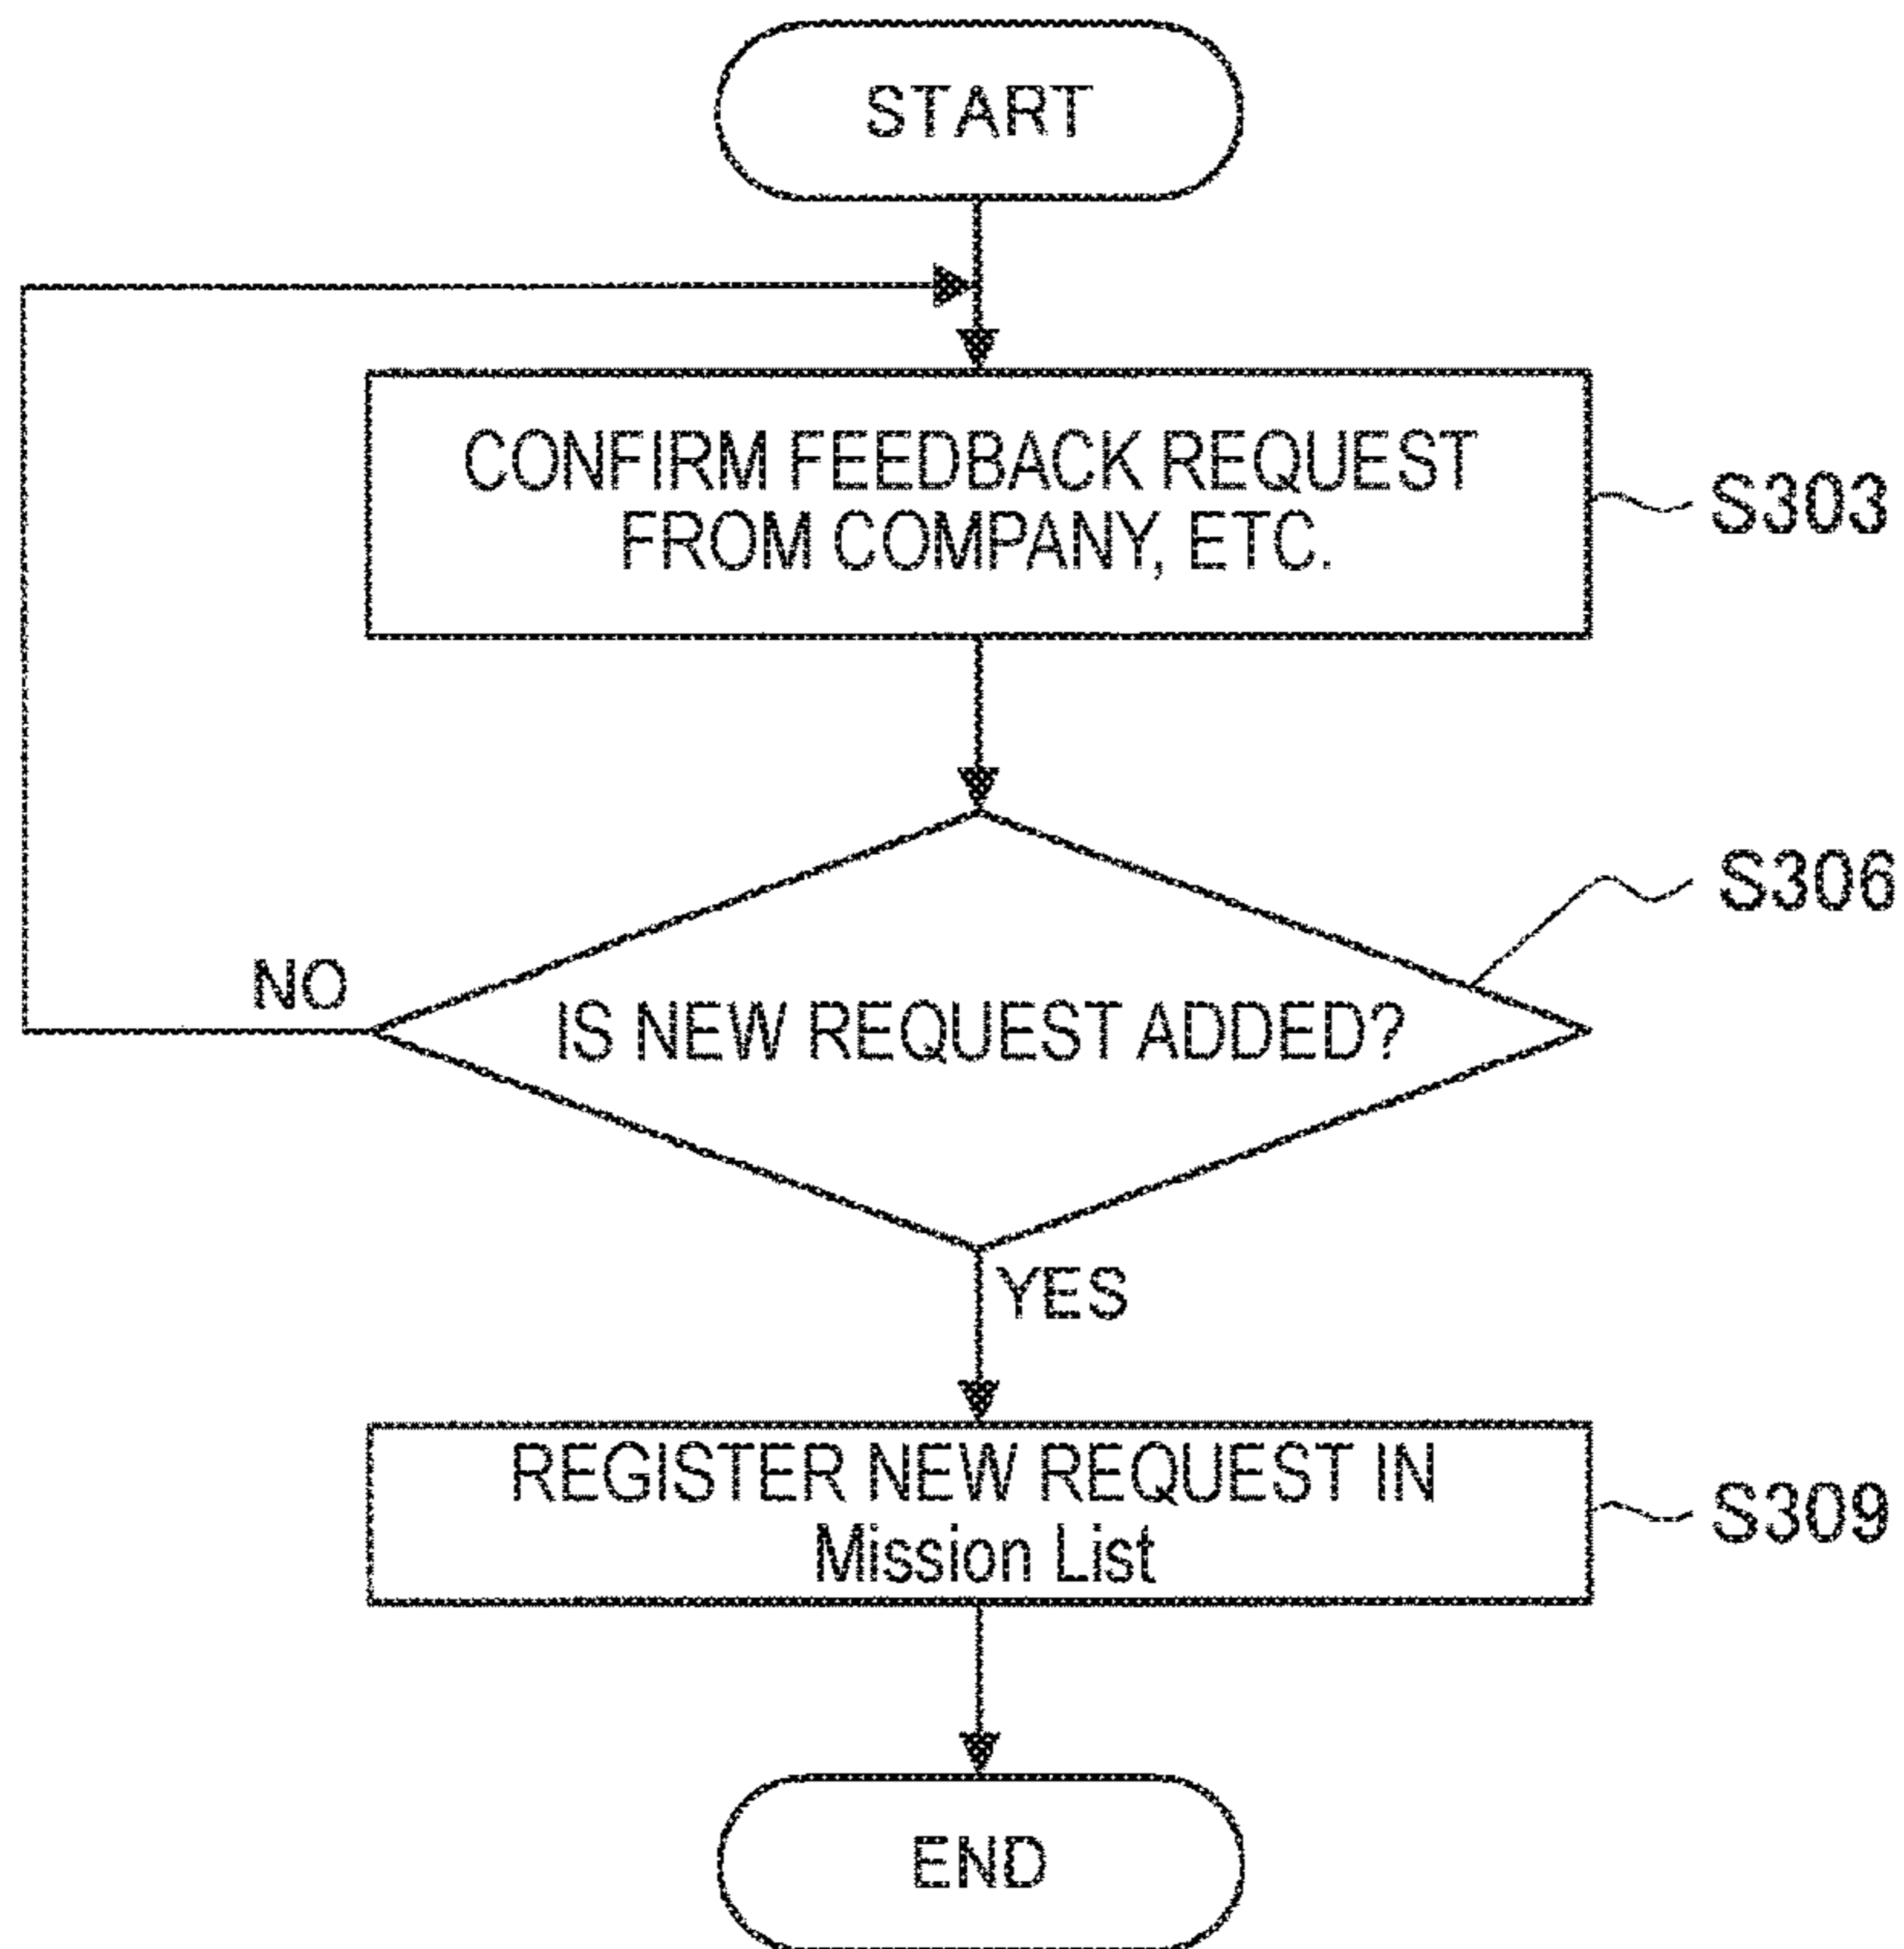 START
CONFIRM FEEDBACK REQUEST
FROM COMPANY, ETC.
S303
S306
NO
IS NEW REQUEST ADDED?
YES
REGISTER NEW REQUEST IN
Mission List
S309
END